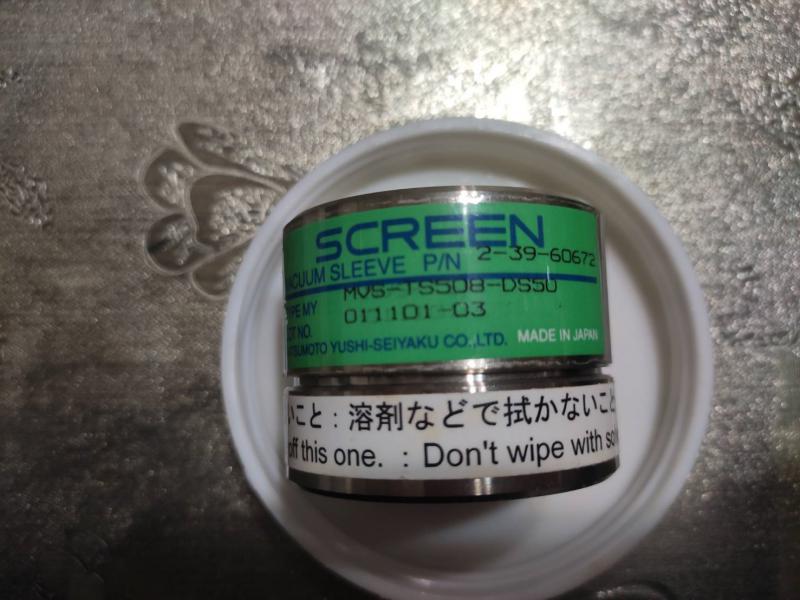 SCREEN
VACUUM SLEEVE P/N 2-39-60672
TYPE MY MVS-TS508-DS50
LOT NO. 011101-03
MATSUMOTO YUSHI-SEIYAKU CO.,LTD. MADE IN JAPAN
いこと：溶剤などで拭かないこと
off this one. : Don't wipe with